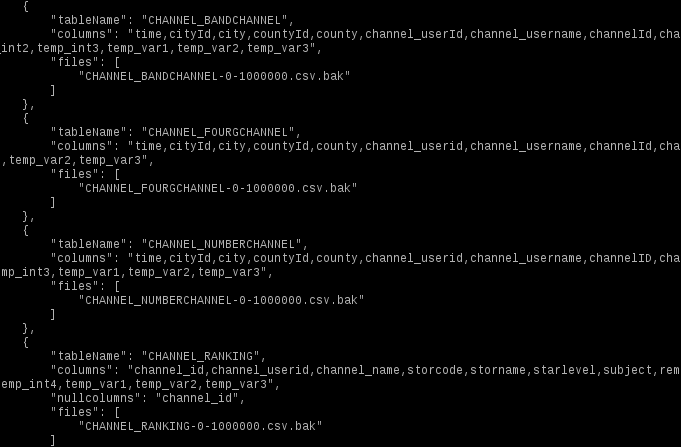 {
"tableName": "CHANNEL_BANDCHANNEL",
"columns": "time,cityId,city,countyId,county,channel_userId,channel_username,channelId,cha
_int2,temp_int3,temp_var1,temp_var2,temp_var3",
"files": [
"CHANNEL_BANDCHANNEL-0-1000000.csv.bak"
]
},
{
"tableName": "CHANNEL_FOURGCHANNEL",
"columns": "time,cityId,city,countyId,county,channel_userid,channel_username,channelId,cha
,temp_var2,temp_var3",
"files": [
"CHANNEL_FOURGCHANNEL-0-1000000.csv.bak"
]
},
{
"tableName": "CHANNEL_NUMBERCHANNEL",
"columns": "time,cityId,city,countyId,county,channel_userid,channel_username,channelID,cha
mp_int3,temp_var1,temp_var2,temp_var3",
"files": [
"CHANNEL_NUMBERCHANNEL-0-1000000.csv.bak"
]
},
{
"tableName": "CHANNEL_RANKING",
"columns": "channel_id,channel_userid,channel_name,storcode,storname,starlevel,subject,rem
emp_int4,temp_var1,temp_var2,temp_var3",
"nullcolumns": "channel_id",
"files": [
"CHANNEL_RANKING-0-1000000.csv.bak"
]